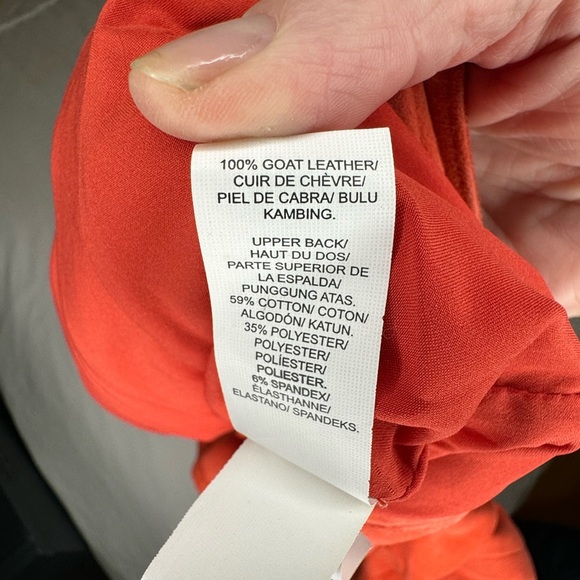 100% GOAT LEATHER/
CUIR DE CHÈVRE/
PIEL DE CABRA/ BULU
KAMBING.
UPPER BACK/
HAUT DU DOS/
PARTE SUPERIOR DE
LA ESPALDA/
PUNGGUNG ATAS.
59% COTTON/ COTON/
ALGODÓN/ KATUN.
35% POLYESTER/
POLYESTER/
POLIÉSTER/
POLIESTER.
6% SPANDEX/
ÉLASTHANNE/
ELASTANO/ SPANDEKS.